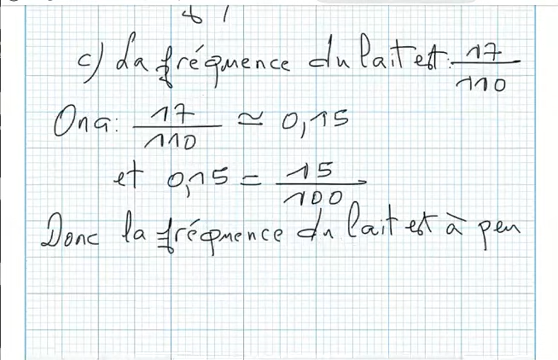 c) La fréquence du lait est: 17/110
On a: 17/110 ≃ 0,15
et 0,15 = 15/100
Donc la fréquence du lait est à peu